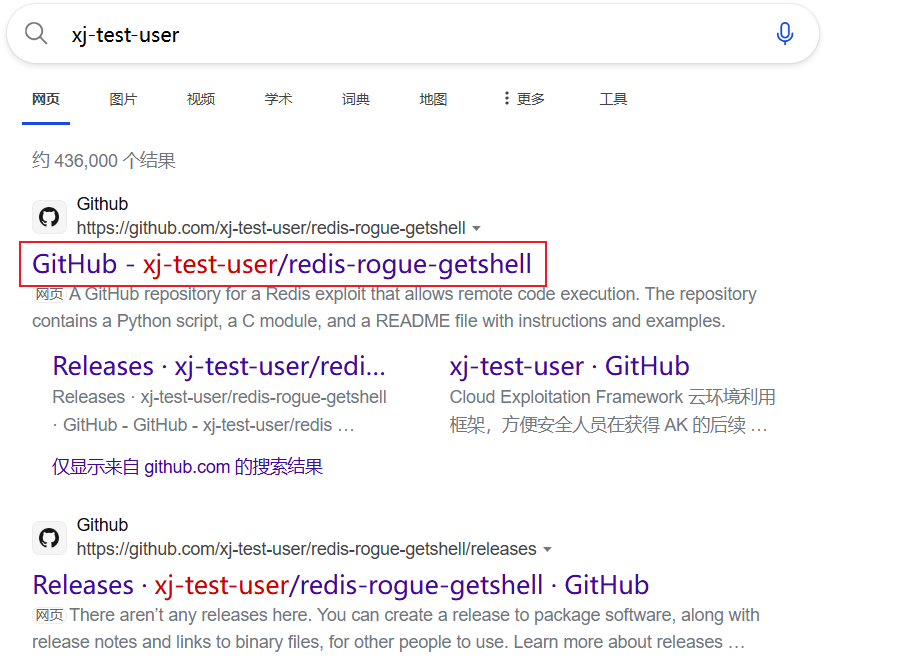 xj-test-user
网页 图片 视频 学术 词典 地图 更多 工具
约 436,000 个结果
Github
https://github.com/xj-test-user/redis-rogue-getshell
GitHub - xj-test-user/redis-rogue-getshell
网页 A GitHub repository for a Redis exploit that allows remote code execution. The repository
contains a Python script, a C module, and a README file with instructions and examples.
Releases · xj-test-user/redi...
Releases · xj-test-user/redis-rogue-getshell
· GitHub - GitHub - xj-test-user/redis …
xj-test-user · GitHub
Cloud Exploitation Framework 云环境利用
框架，方便安全人员在获得 AK 的后续 …
仅显示来自 github.com 的搜索结果
Github
https://github.com/xj-test-user/redis-rogue-getshell/releases
Releases · xj-test-user/redis-rogue-getshell · GitHub
网页 There aren’t any releases here. You can create a release to package software, along with
release notes and links to binary files, for other people to use. Learn more about releases …